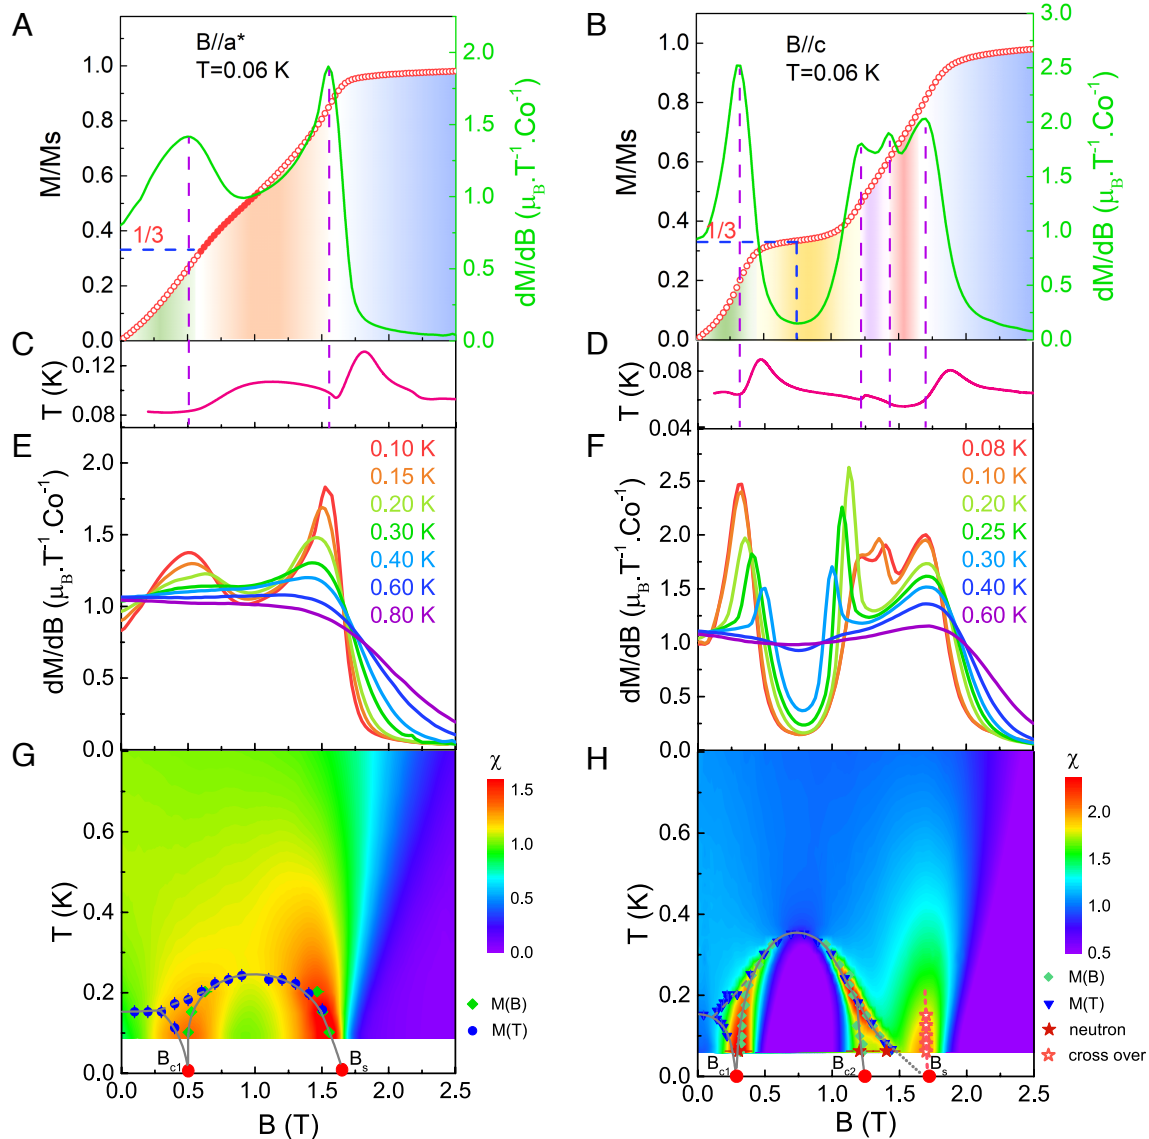 A
B//a*
T=0.06 K
M/Ms
1.0
0.8
0.6
0.4
0.2
0.0
1/3
2.0
1.5
1.0
0.5
0.0
dM/dB (μB.T-1.Co-1)
B
B//c
T=0.06 K
M/Ms
1.0
0.8
0.6
0.4
0.2
0.0
1/3
3.0
2.5
2.0
1.5
1.0
0.5
0.0
dM/dB (μB.T-1.Co-1)
C
T (K)
0.12
0.08
D
T (K)
0.08
0.04
E
dM/dB (μB.T-1.Co-1)
2.0
1.5
1.0
0.5
0.0
0.10 K
0.15 K
0.20 K
0.30 K
0.40 K
0.60 K
0.80 K
F
dM/dB (μB.T-1.Co-1)
2.5
2.0
1.5
1.0
0.5
0.08 K
0.10 K
0.20 K
0.25 K
0.30 K
0.40 K
0.60 K
G
T (K)
0.6
0.4
0.2
0.0
Bc1
Bs
0.0 0.5 1.0 1.5 2.0 2.5
B (T)
χ
1.5
1.0
0.5
0.0
M(B)
M(T)
H
T (K)
0.6
0.4
0.2
0.0
Bc1
Bc2
Bs
0.0 0.5 1.0 1.5 2.0 2.5
B (T)
χ
2.0
1.5
1.0
0.5
M(B)
M(T)
neutron
cross over